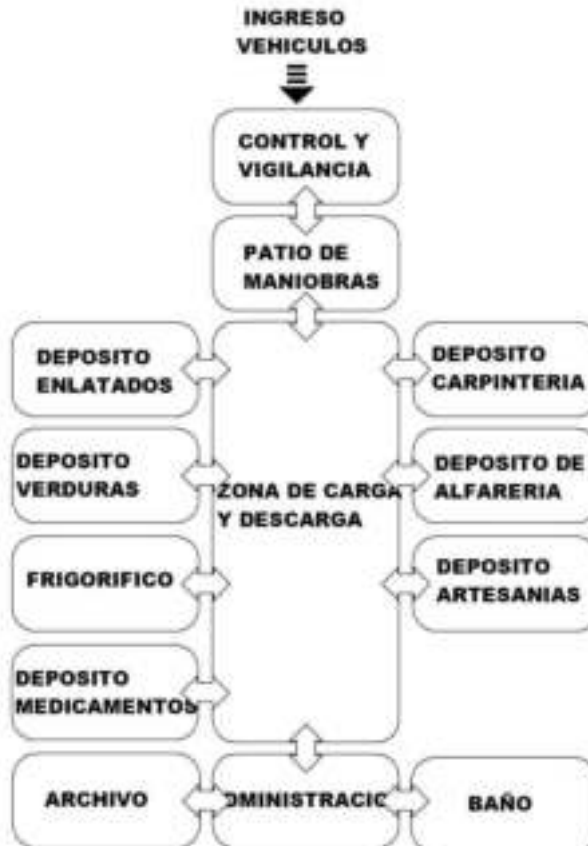 INGRESO
VEHICULOS
CONTROL Y
VIGILANCIA
PATIO DE
MANIOBRAS
DEPOSITO
ENLATADOS
DEPOSITO
CARPINTERIA
DEPOSITO
VERDURAS
ZONA DE CARGA
Y DESCARGA
DEPOSITO DE
ALFARERIA
FRIGORIFICO
DEPOSITO
ARTESANIAS
DEPOSITO
MEDICAMENTOS
ARCHIVO
DMINISTRACIO
BAÑO